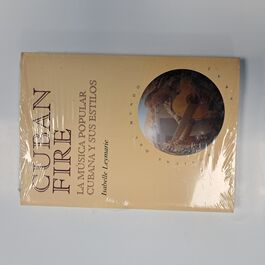 CUBAN
FIRE
LA MÚSICA POPULAR
CUBANA Y SUS ESTILOS
Isabelle Leymarie